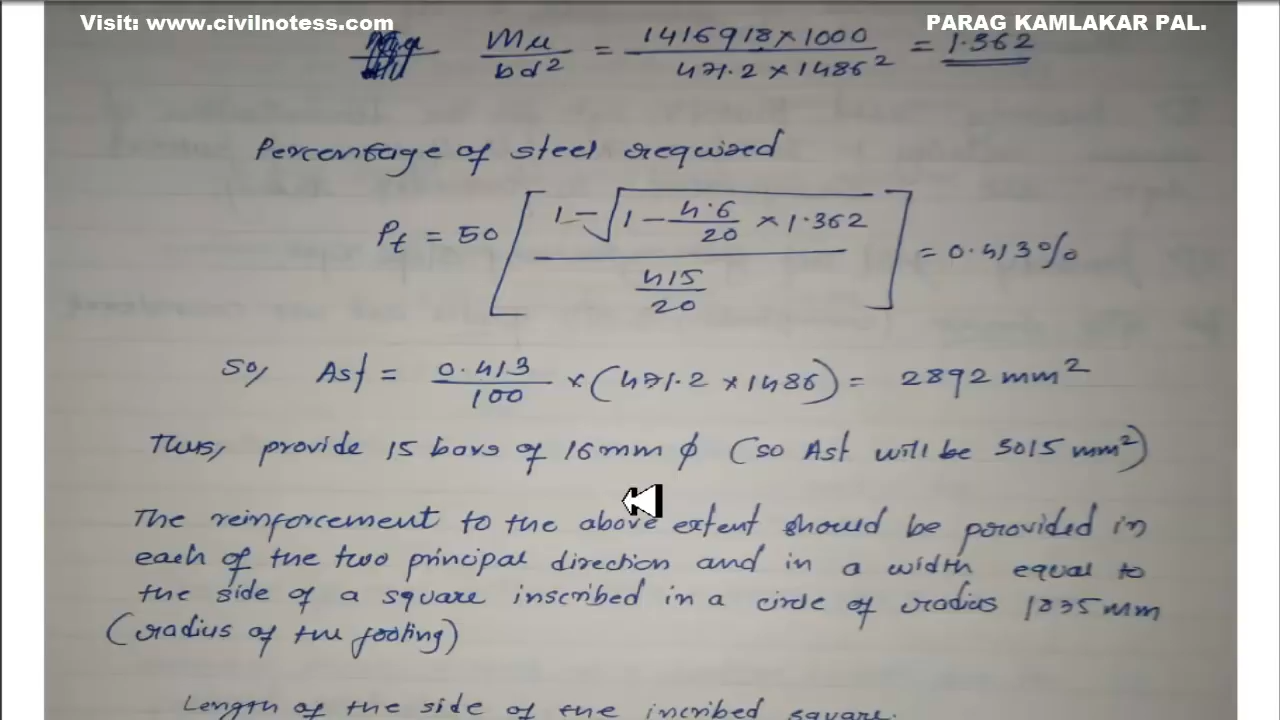 Visit: www.civilnotess.com
PARAG KAMLAKAR PAL.
Mu/bd² = 1416918×1000/471.2×1486² = 1.362
Percentage of steel required
Pt = 50 [ 1-√1-4.6/20 ×1.362 / 415/20 ] = 0.413%
So, Ast = 0.413/100 ×(471.2×1486) = 2892 mm²
Thus, provide 15 bars of 16mm ϕ (so Ast will be 3015 mm²)
The reinforcement to the above extent should be provided in
each of the two principal direction and in a width equal to
the side of a square inscribed in a circle of radius 1835mm
(radius of the footing)
Length of the side of the incribed square.